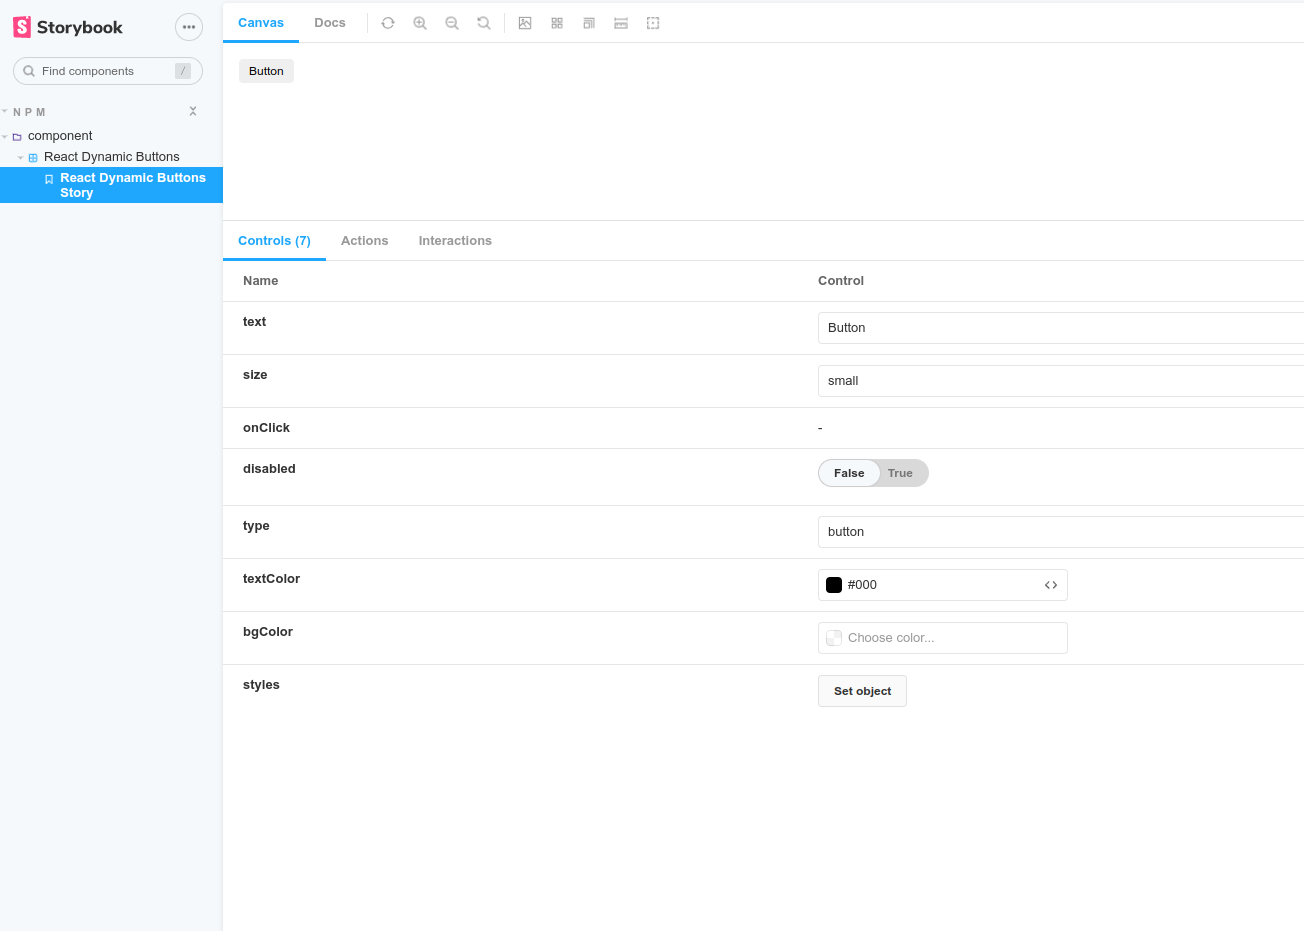 Storybook
Find components
/
NPM
component
React Dynamic Buttons
React Dynamic Buttons
Story
Canvas
Docs
Button
Controls (7)
Actions
Interactions
Name
Control
text
Button
size
small
onClick
-
disabled
False
True
type
button
textColor
#000
bgColor
Choose color...
styles
Set object